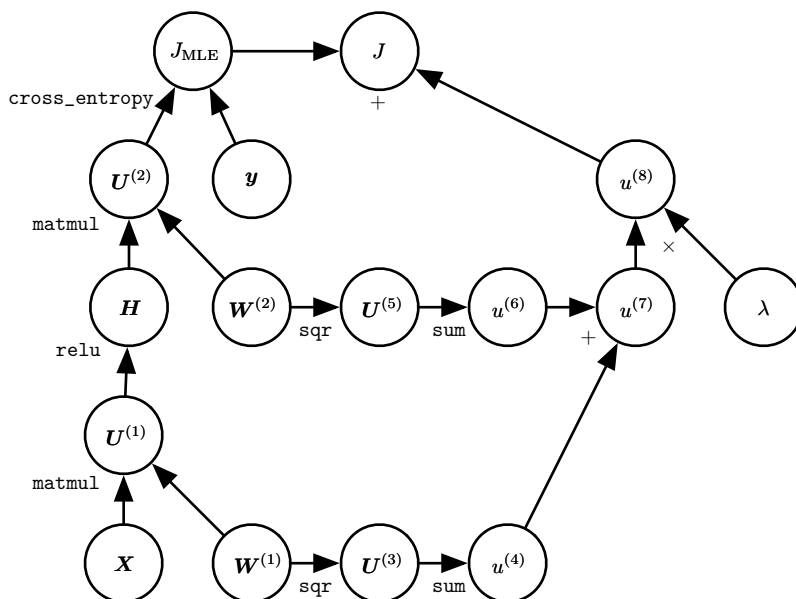 J_MLE J
cross_entropy +
U^(2) y u^(8)
matmul ×
H W^(2) U^(5) u^(6) u^(7) λ
relu sqr sum +
U^(1)
matmul
X W^(1) U^(3) u^(4)
sqr sum